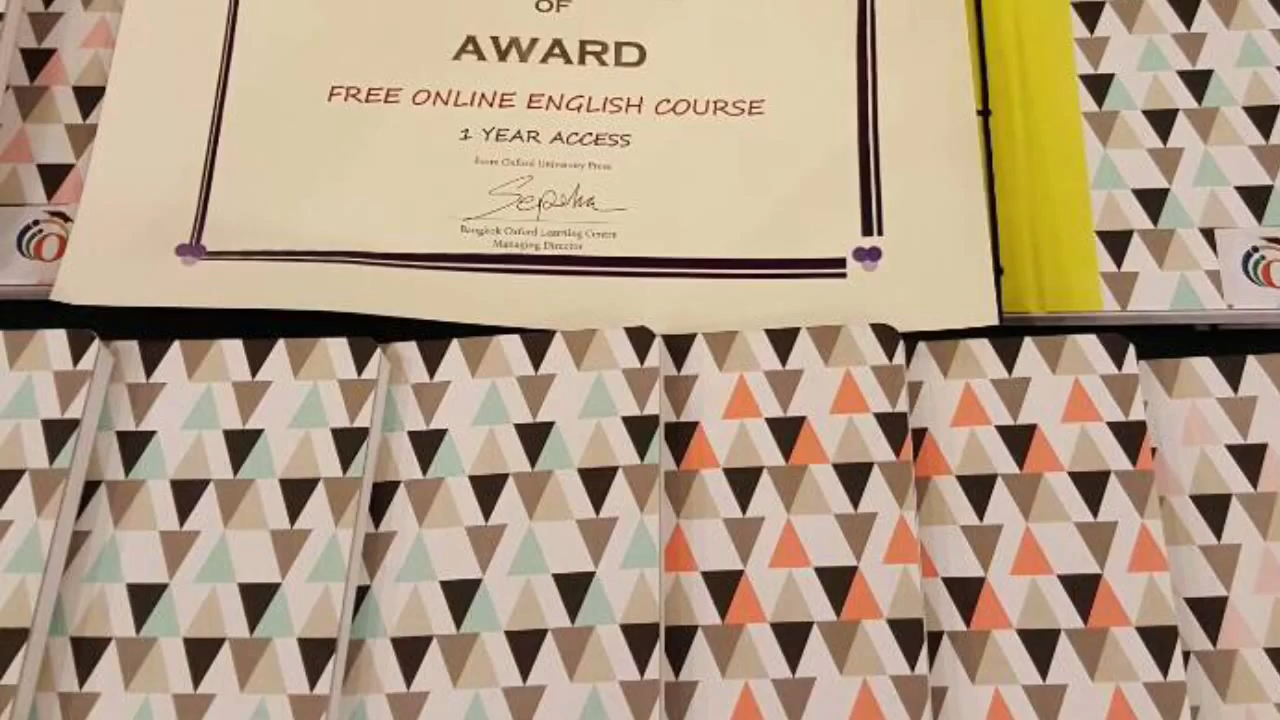 OF
AWARD
FREE ONLINE ENGLISH COURSE
1 YEAR ACCESS
From Oxford University Press
Bangkok Oxford Learning Centre
Managing Director